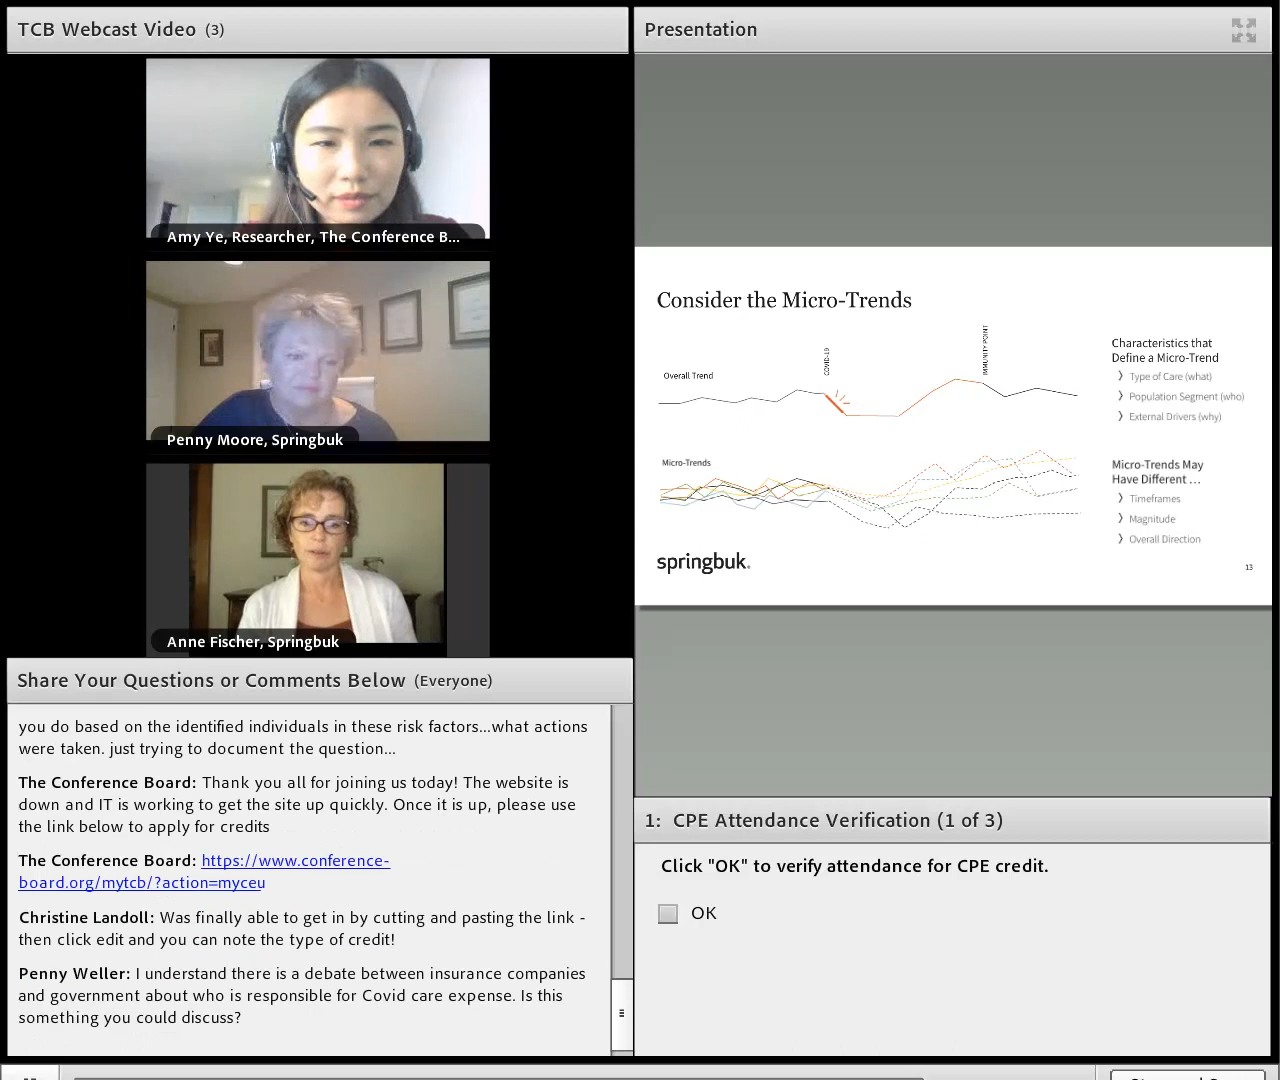 TCB Webcast Video (3)
Amy Ye, Researcher, The Conference B...
Penny Moore, Springbuk
Anne Fischer, Springbuk
Share Your Questions or Comments Below (Everyone)
you do based on the identified individuals in these risk factors...what actions
were taken. just trying to document the question...
The Conference Board: Thank you all for joining us today! The website is
down and IT is working to get the site up quickly. Once it is up, please use
the link below to apply for credits
The Conference Board: https://www.conference-
board.org/mytcb/?action=myceu
Christine Landoll: Was finally able to get in by cutting and pasting the link -
then click edit and you can note the type of credit!
Penny Weller: I understand there is a debate between insurance companies
and government about who is responsible for Covid care expense. Is this
something you could discuss?
Presentation
Consider the Micro-Trends
Overall Trend
COVID-19
IMMUNITY POINT
Micro-Trends
Characteristics that
Define a Micro-Trend
❯ Type of Care (what)
❯ Population Segment (who)
❯ External Drivers (why)
Micro-Trends May
Have Different ...
❯ Timeframes
❯ Magnitude
❯ Overall Direction
springbuk.
13
1: CPE Attendance Verification (1 of 3)
Click "OK" to verify attendance for CPE credit.
OK